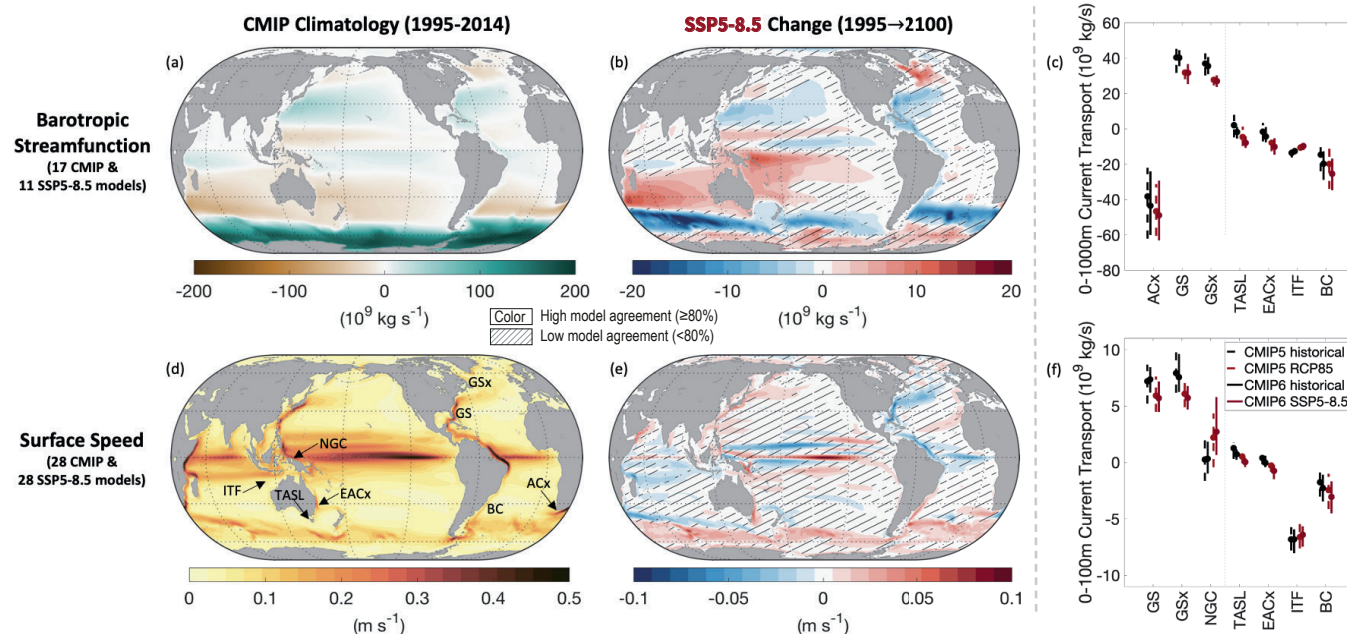 CMIP Climatology (1995-2014)
SSP5-8.5 Change (1995→2100)
Barotropic
Streamfunction
(17 CMIP &
11 SSP5-8.5 models)
(a)
-200 -100 0 100 200
(10⁹ kg s⁻¹)
(b)
-20 -10 0 10 20
(10⁹ kg s⁻¹)
Color High model agreement (≥80%)
Low model agreement (<80%)
(c)
0-1000m Current Transport (10⁹ kg/s)
60
40
20
0
-20
-40
-60
-80
ACx GS GSx TASL EACx ITF BC
Surface Speed
(28 CMIP &
28 SSP5-8.5 models)
(d)
GSx
GS
NGC
ITF
TASL
EACx
BC
ACx
0 0.1 0.2 0.3 0.4 0.5
(m s⁻¹)
(e)
-0.1 -0.05 0 0.05 0.1
(m s⁻¹)
(f)
0-100m Current Transport (10⁹ kg/s)
10
5
0
-5
-10
CMIP5 historical
CMIP5 RCP85
CMIP6 historical
CMIP6 SSP5-8.5
GS GSx NGC TASL EACx ITF BC